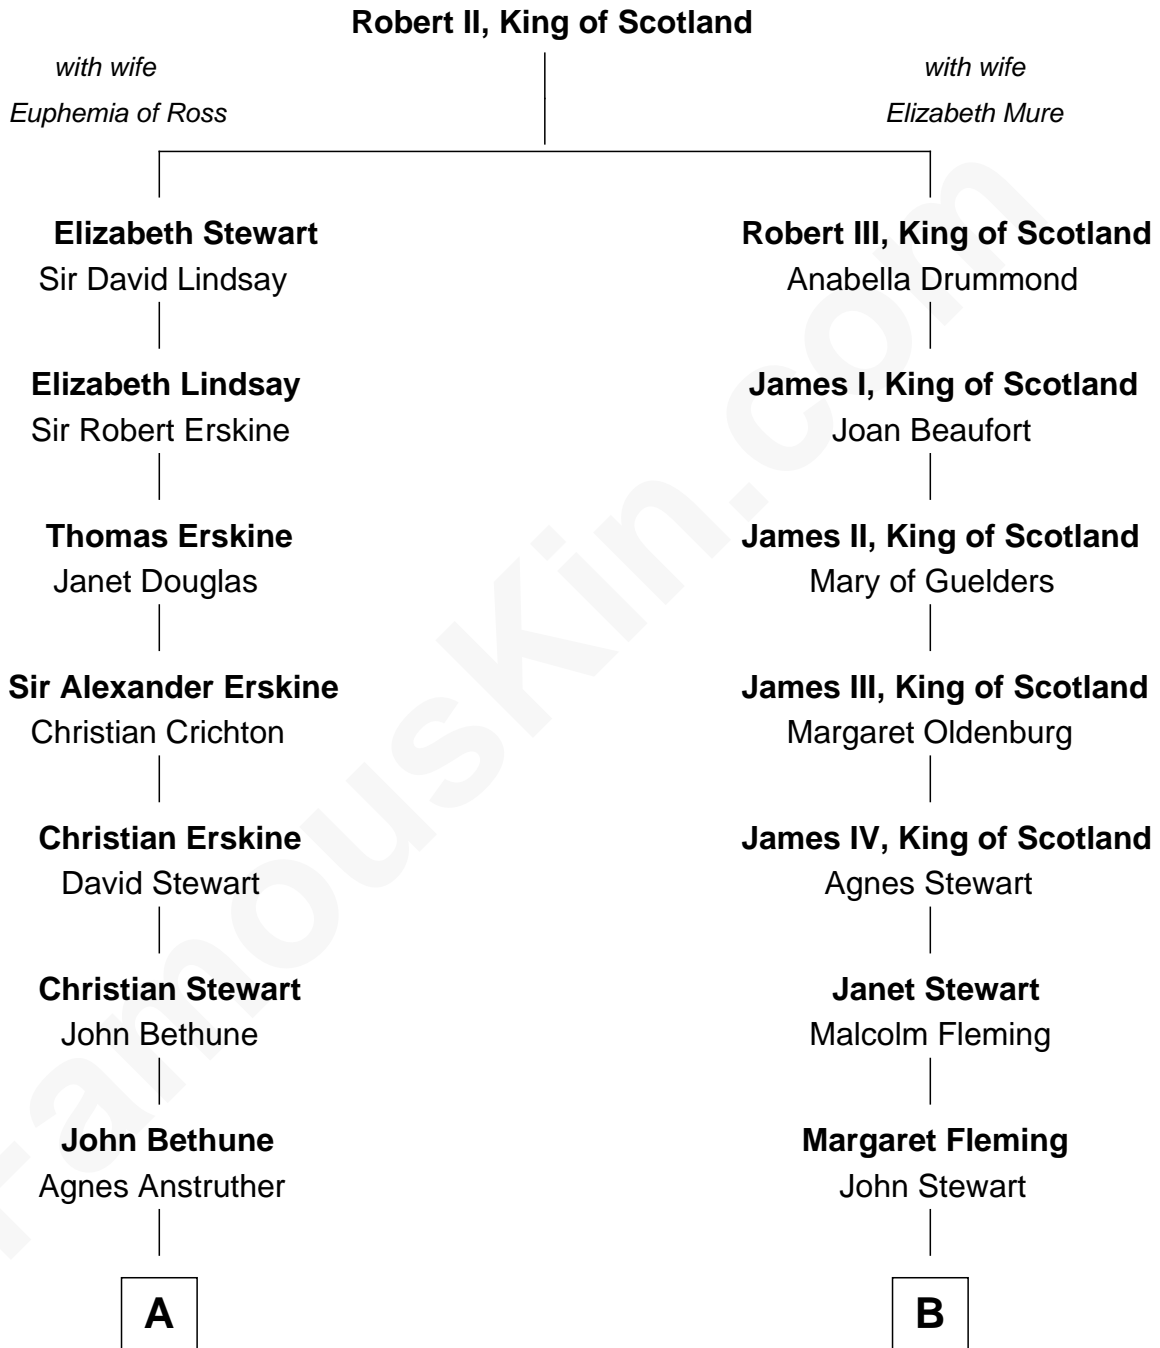 Robert II, King of Scotland
with wife
Euphemia of Ross
with wife
Elizabeth Mure
Elizabeth Stewart
Sir David Lindsay
Robert III, King of Scotland
Anabella Drummond
Elizabeth Lindsay
Sir Robert Erskine
James I, King of Scotland
Joan Beaufort
Thomas Erskine
Janet Douglas
James II, King of Scotland
Mary of Guelders
Sir Alexander Erskine
Christian Crichton
James III, King of Scotland
Margaret Oldenburg
Christian Erskine
David Stewart
James IV, King of Scotland
Agnes Stewart
Christian Stewart
John Bethune
Janet Stewart
Malcolm Fleming
John Bethune
Agnes Anstruther
Margaret Fleming
John Stewart
A
B
FamousKin.com